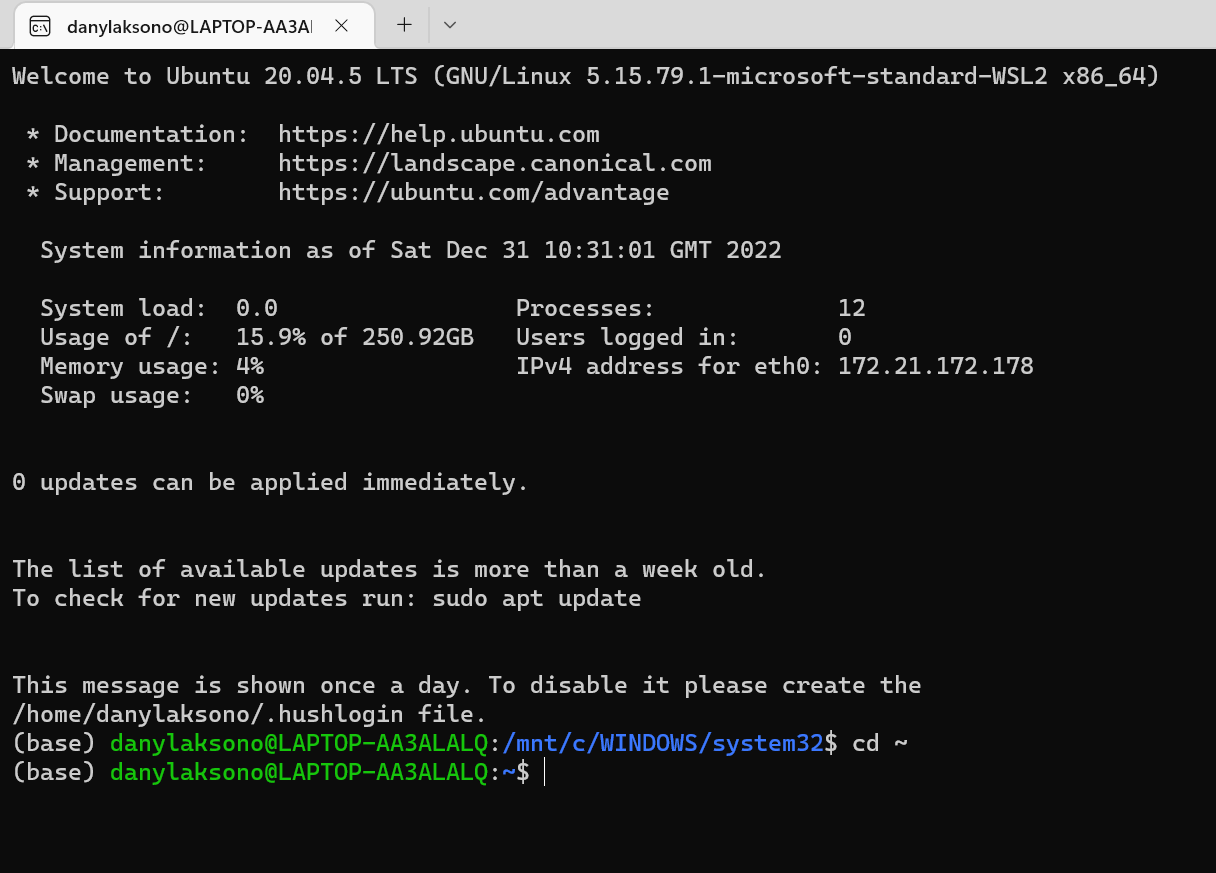 danylaksono@LAPTOP-AA3Al
Welcome to Ubuntu 20.04.5 LTS (GNU/Linux 5.15.79.1-microsoft-standard-WSL2 x86_64)
* Documentation:  https://help.ubuntu.com
* Management:     https://landscape.canonical.com
* Support:        https://ubuntu.com/advantage
System information as of Sat Dec 31 10:31:01 GMT 2022
System load:  0.0                 Processes:             12
Usage of /:   15.9% of 250.92GB   Users logged in:       0
Memory usage: 4%                  IPv4 address for eth0: 172.21.172.178
Swap usage:   0%
0 updates can be applied immediately.
The list of available updates is more than a week old.
To check for new updates run: sudo apt update
This message is shown once a day. To disable it please create the
/home/danylaksono/.hushlogin file.
(base) danylaksono@LAPTOP-AA3ALALQ:/mnt/c/WINDOWS/system32$ cd ~
(base) danylaksono@LAPTOP-AA3ALALQ:~$